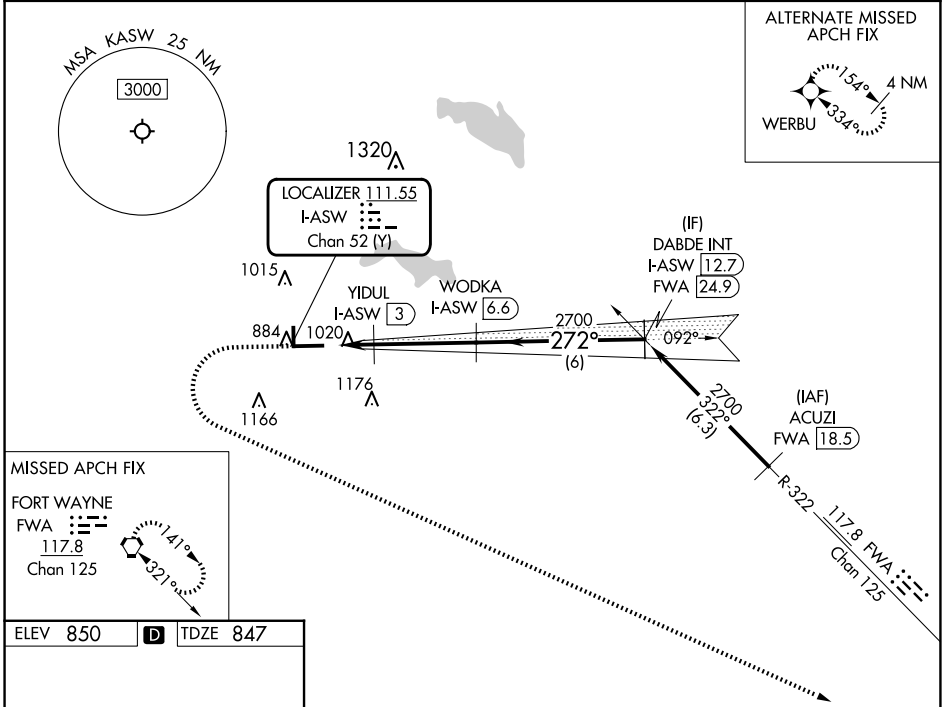 MSA KASW 25 NM
3000
ALTERNATE MISSED
APCH FIX
154°
4 NM
334°
WERBU
1320
LOCALIZER 111.55
I-ASW
Chan 52 (Y)
(IF)
DABDE INT
I-ASW 12.7
FWA 24.9
1015
YIDUL
I-ASW 3
WODKA
I-ASW 6.6
884
1020
2700
272°
(6)
092°
1176
1166
2700
322°
(6.3)
(IAF)
ACUZI
FWA 18.5
R-322
117.8 FWA
Chan 125
MISSED APCH FIX
FORT WAYNE
FWA
117.8
Chan 125
141°
321°
ELEV 850
D
TDZE 847